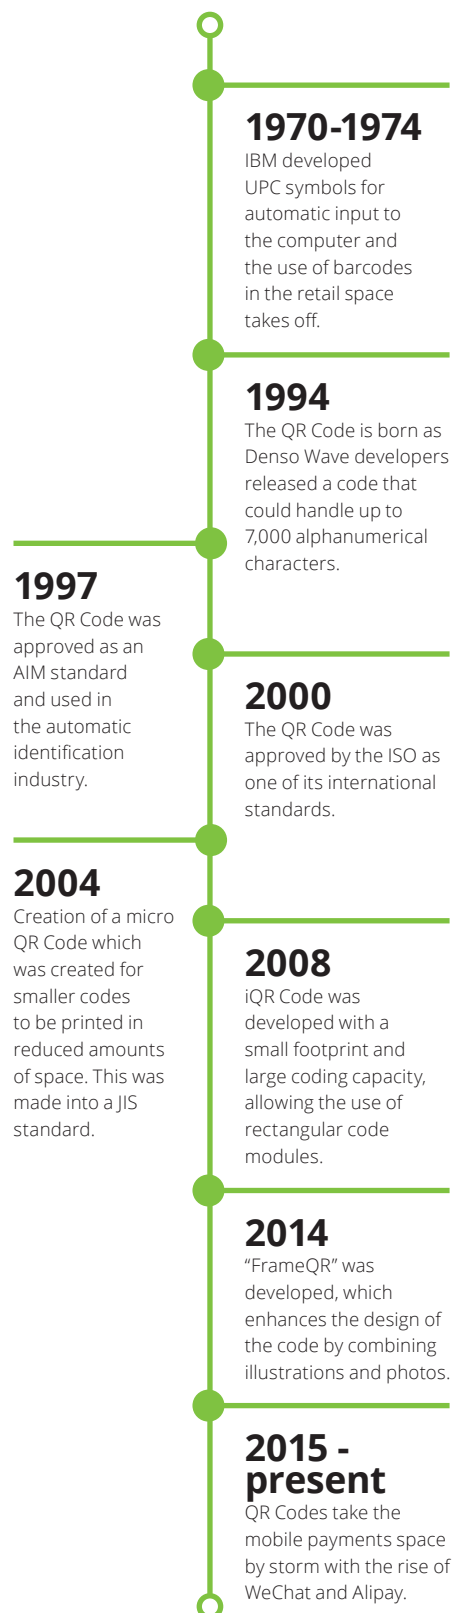 1970-1974
IBM developed
UPC symbols for
automatic input to
the computer and
the use of barcodes
in the retail space
takes off.
1994
The QR Code is born as
Denso Wave developers
released a code that
could handle up to
7,000 alphanumerical
characters.
1997
The QR Code was
approved as an
AIM standard
and used in
the automatic
identification
industry.
2000
The QR Code was
approved by the ISO as
one of its international
standards.
2004
Creation of a micro
QR Code which
was created for
smaller codes
to be printed in
reduced amounts
of space. This was
made into a JIS
standard.
2008
iQR Code was
developed with a
small footprint and
large coding capacity,
allowing the use of
rectangular code
modules.
2014
“FrameQR” was
developed, which
enhances the design of
the code by combining
illustrations and photos.
2015 -
present
QR Codes take the
mobile payments space
by storm with the rise of
WeChat and Alipay.